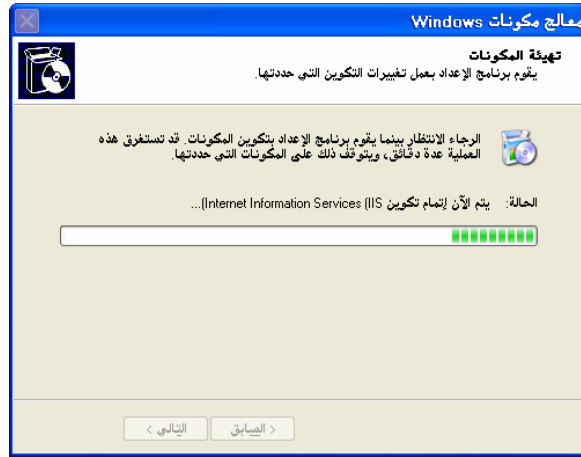 معالج مكونات Windows
تهيئة المكونات
يقوم برنامج الإعداد بعمل تغييرات التكوين التي حددتها.
الرجاء الانتظار بينما يقوم برنامج الإعداد بتكوين المكونات. قد تستغرق هذه
العملية عدة دقائق، ويتوقف ذلك على المكونات التي حددتها.
الحالة: يتم الآن إتمام تكوين Internet Information Services (IIS)...
< السابق
التالي >